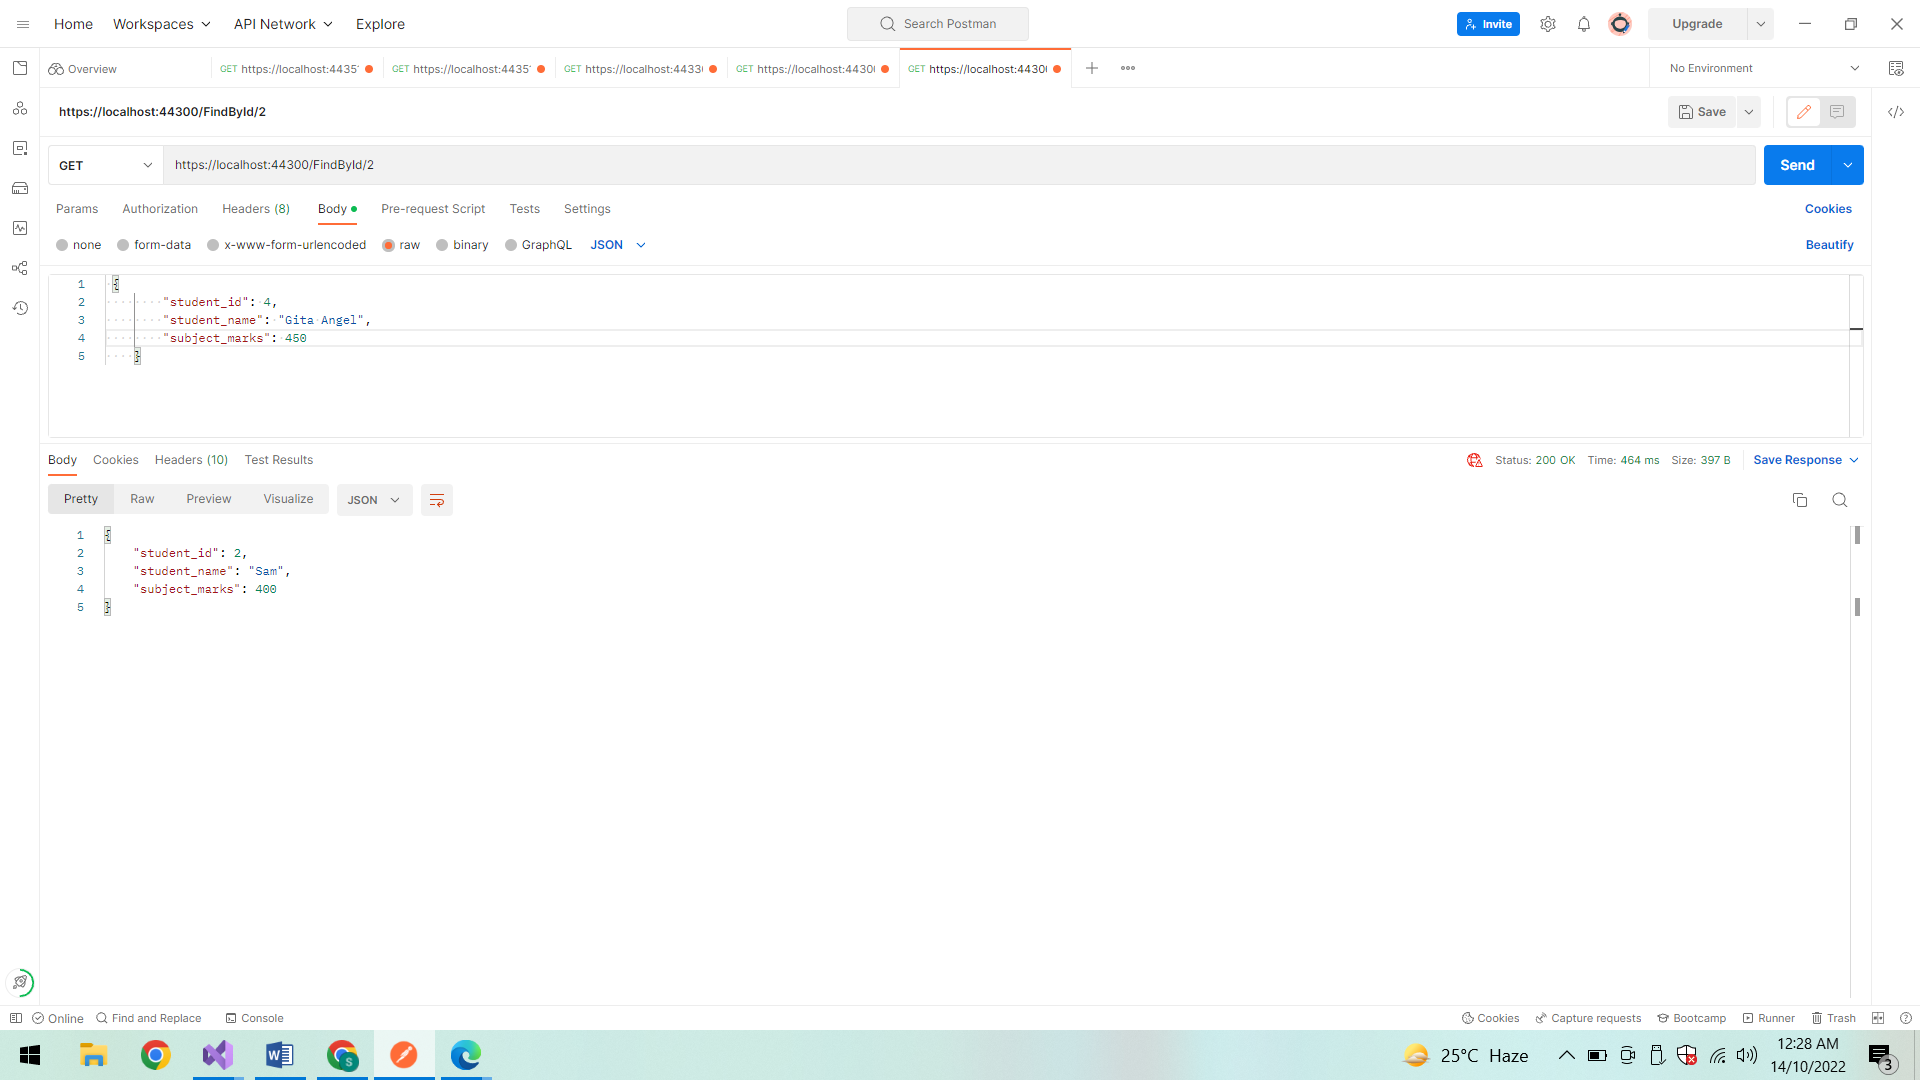 Home Workspaces API Network Explore Search Postman Invite Upgrade
Overview GET https://localhost:4435 GET https://localhost:4435 GET https://localhost:4433 GET https://localhost:4430 GET https://localhost:4430 No Environment
https://localhost:44300/FindById/2 Save
GET https://localhost:44300/FindById/2 Send
Params Authorization Headers (8) Body Pre-request Script Tests Settings Cookies
none form-data x-www-form-urlencoded raw binary GraphQL JSON Beautify
1 {
2 "student_id": 4,
3 "student_name": "Gita Angel",
4 "subject_marks": 450
5 }
Body Cookies Headers (10) Test Results Status: 200 OK Time: 464 ms Size: 397 B Save Response
Pretty Raw Preview Visualize JSON
1 {
2 "student_id": 2,
3 "student_name": "Sam",
4 "subject_marks": 400
5 }
Online Find and Replace Console Cookies Capture requests Bootcamp Runner Trash
25°C Haze 12:28 AM
14/10/2022 3